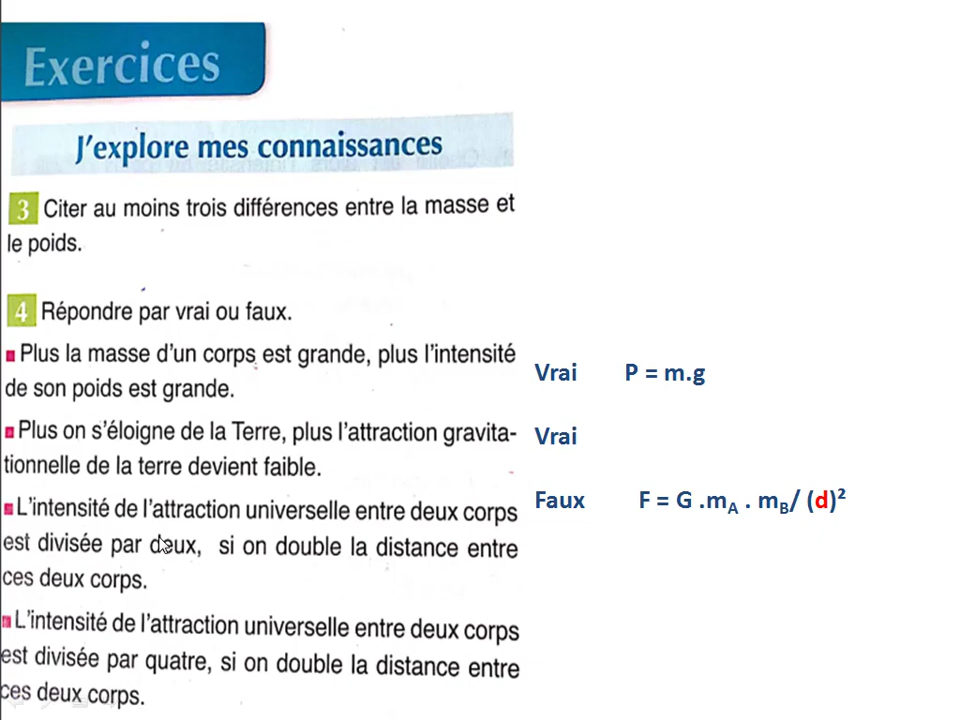 Exercices
J'explore mes connaissances
3 Citer au moins trois différences entre la masse et
le poids.
4 Répondre par vrai ou faux.
Plus la masse d'un corps est grande, plus l'intensité
de son poids est grande.
Vrai P = m.g
Plus on s'éloigne de la Terre, plus l'attraction gravita-
tionnelle de la terre devient faible.
Vrai
L'intensité de l'attraction universelle entre deux corps
est divisée par deux, si on double la distance entre
ces deux corps.
Faux F = G .mA . mB/ (d)²
L'intensité de l'attraction universelle entre deux corps
est divisée par quatre, si on double la distance entre
ces deux corps.